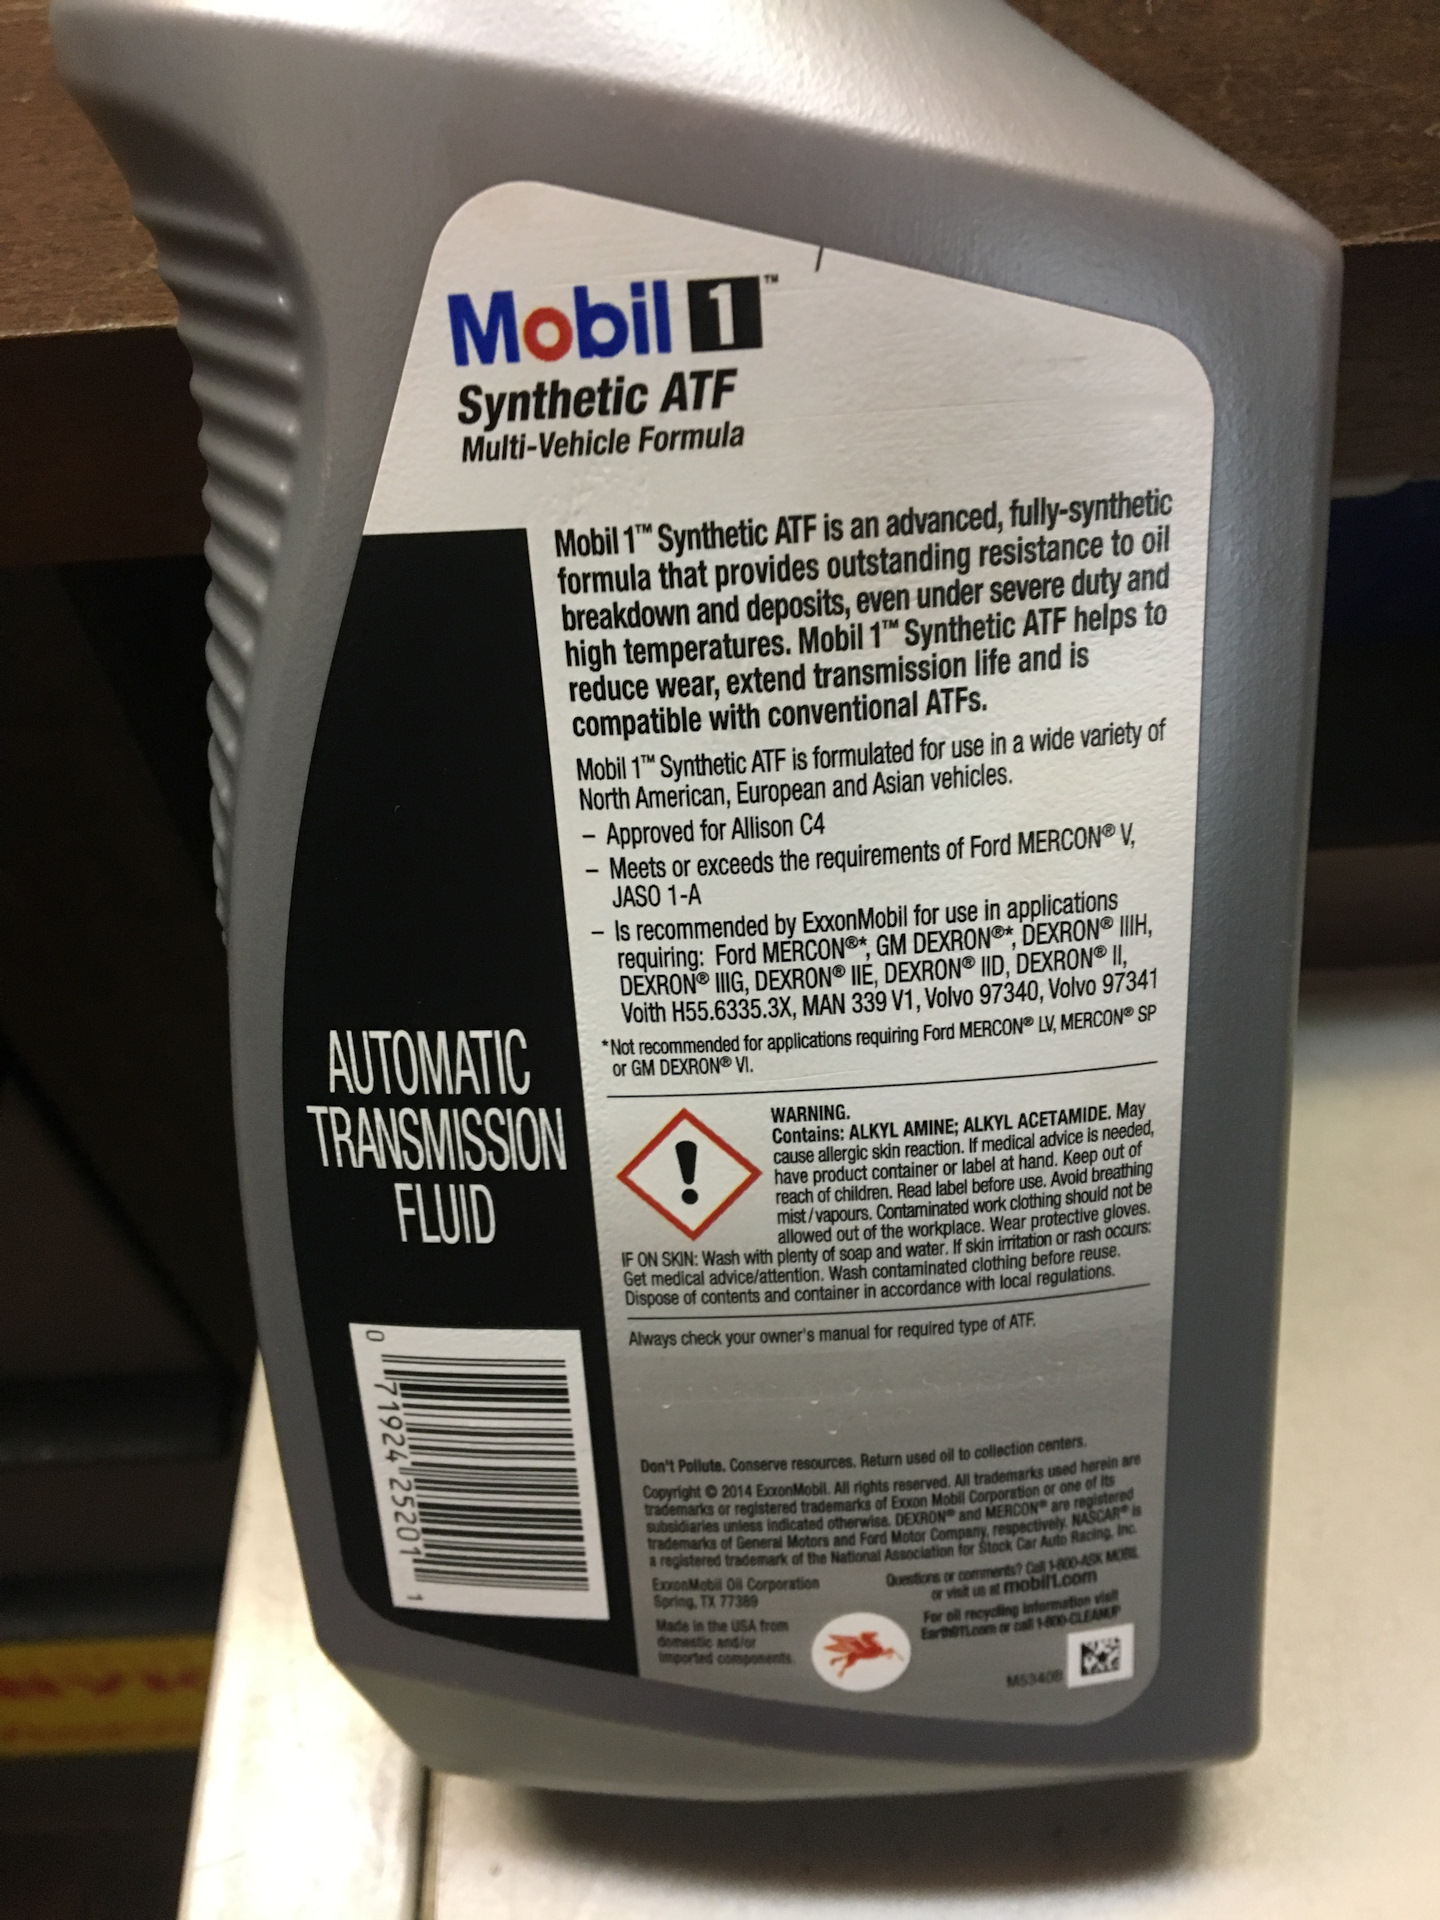 Mobil 1™
Synthetic ATF
Multi-Vehicle Formula
Mobil 1™ Synthetic ATF is an advanced, fully-synthetic
formula that provides outstanding resistance to oil
breakdown and deposits, even under severe duty and
high temperatures. Mobil 1™ Synthetic ATF helps to
reduce wear, extend transmission life and is
compatible with conventional ATFs.
Mobil 1™ Synthetic ATF is formulated for use in a wide variety of
North American, European and Asian vehicles.
– Approved for Allison C4
– Meets or exceeds the requirements of Ford MERCON® V,
JASO 1-A
– Is recommended by ExxonMobil for use in applications
requiring: Ford MERCON®*, GM DEXRON®*, DEXRON® IIIH,
DEXRON® IIIG, DEXRON® IIE, DEXRON® IID, DEXRON® II,
Voith H55.6335.3X, MAN 339 V1, Volvo 97340, Volvo 97341
*Not recommended for applications requiring Ford MERCON® LV, MERCON® SP
or GM DEXRON® VI.
AUTOMATIC
TRANSMISSION
FLUID
WARNING.
Contains: ALKYL AMINE; ALKYL ACETAMIDE. May
cause allergic skin reaction. If medical advice is needed,
have product container or label at hand. Keep out of
reach of children. Read label before use. Avoid breathing
mist/vapours. Contaminated work clothing should not be
allowed out of the workplace. Wear protective gloves.
IF ON SKIN: Wash with plenty of soap and water. If skin irritation or rash occurs:
Get medical advice/attention. Wash contaminated clothing before reuse.
Dispose of contents and container in accordance with local regulations.
Always check your owner's manual for required type of ATF.
0 71924 25201 1
Don't Pollute. Conserve resources. Return used oil to collection centers.
Copyright © 2014 ExxonMobil. All rights reserved. All trademarks used herein are
trademarks or registered trademarks of Exxon Mobil Corporation or one of its
subsidiaries unless indicated otherwise. DEXRON® and MERCON® are registered
trademarks of General Motors and Ford Motor Company, respectively. NASCAR® is
a registered trademark of the National Association for Stock Car Auto Racing, Inc.
ExxonMobil Oil Corporation
Spring, TX 77389
Questions or comments? Call 1-800-ASK MOBIL
or visit us at mobil1.com
Made in the USA from
domestic and/or
imported components.
For oil recycling information visit
Earth911.com or call 1-800-CLEANUP